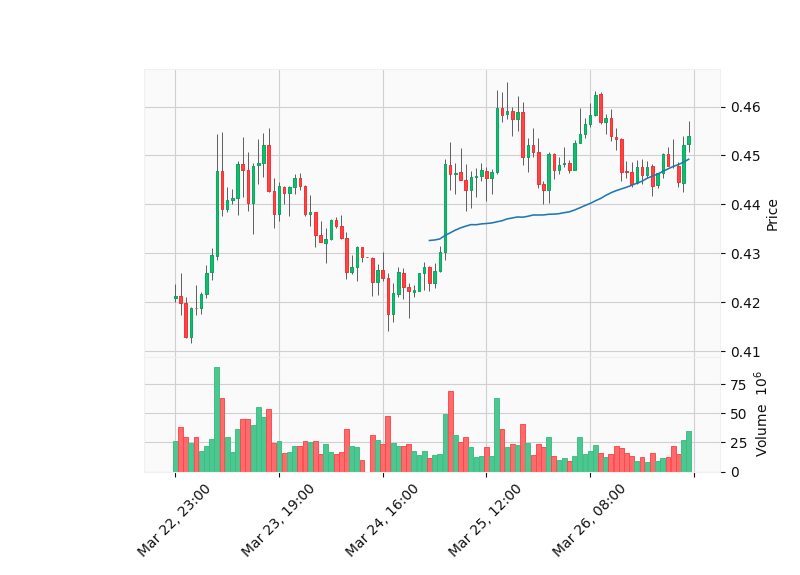 0.46
0.45
0.44
0.43
0.42
0.41
Price
75
50
25
0
Volume 10⁶
Mar 22, 23:00
Mar 23, 19:00
Mar 24, 16:00
Mar 25, 12:00
Mar 26, 08:00